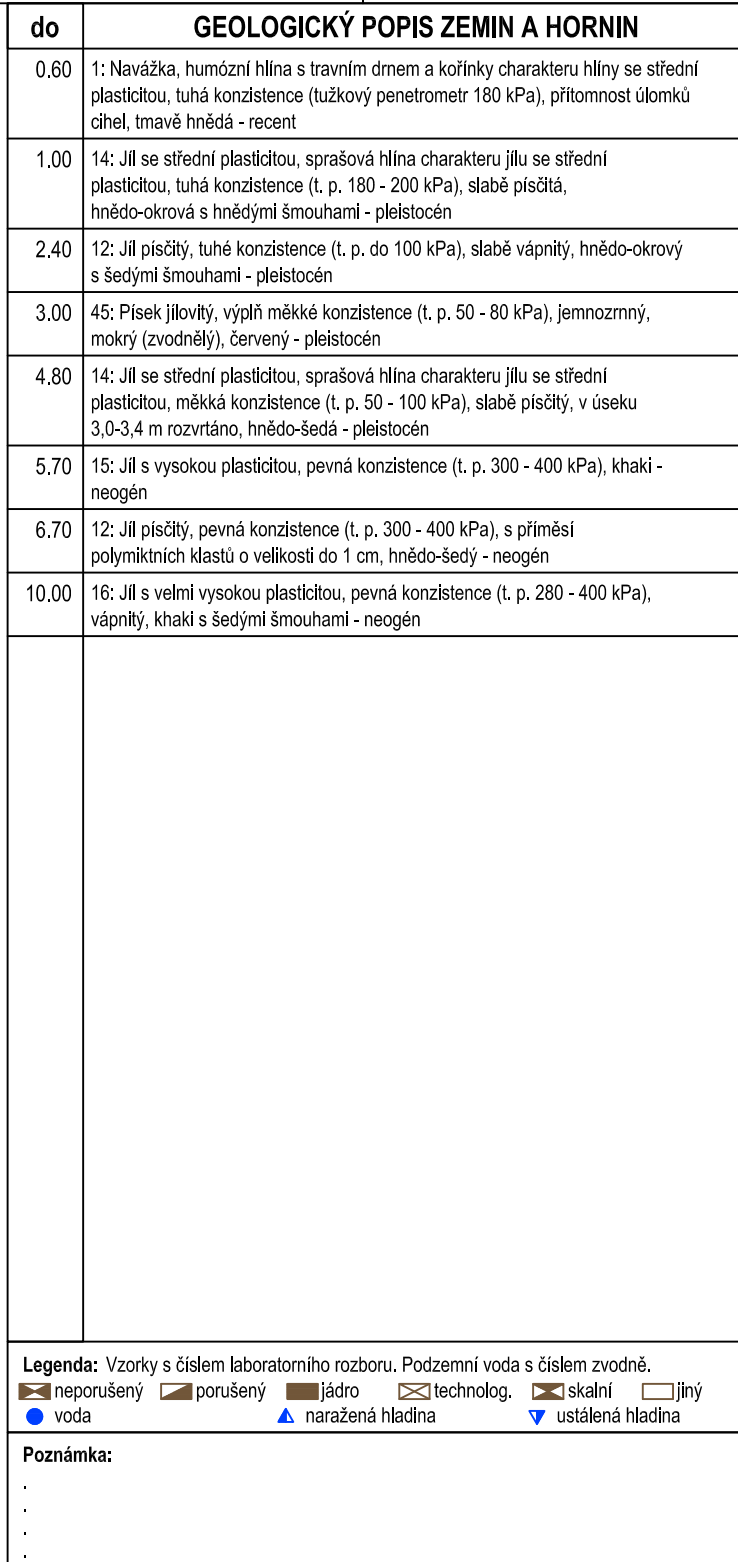 do GEOLOGICKÝ POPIS ZEMIN A HORNIN
0.60 1: Navážka, humózní hlína s travním drnem a kořínky charakteru hlíny se střední
plasticitou, tuhá konzistence (tužkový penetrometr 180 kPa), přítomnost úlomků
cihel, tmavě hnědá - recent
1.00 14: Jíl se střední plasticitou, sprašová hlína charakteru jílu se střední
plasticitou, tuhá konzistence (t. p. 180 - 200 kPa), slabě písčitá,
hnědo-okrová s hnědými šmouhami - pleistocén
2.40 12: Jíl písčitý, tuhé konzistence (t. p. do 100 kPa), slabě vápnitý, hnědo-okrový
s šedými šmouhami - pleistocén
3.00 45: Písek jílovitý, výplň měkké konzistence (t. p. 50 - 80 kPa), jemnozrnný,
mokrý (zvodnělý), červený - pleistocén
4.80 14: Jíl se střední plasticitou, sprašová hlína charakteru jílu se střední
plasticitou, měkká konzistence (t. p. 50 - 100 kPa), slabě písčitý, v úseku
3,0-3,4 m rozvrtáno, hnědo-šedá - pleistocén
5.70 15: Jíl s vysokou plasticitou, pevná konzistence (t. p. 300 - 400 kPa), khaki -
neogén
6.70 12: Jíl písčitý, pevná konzistence (t. p. 300 - 400 kPa), s příměsí
polymiktních klastů o velikosti do 1 cm, hnědo-šedý - neogén
10.00 16: Jíl s velmi vysokou plasticitou, pevná konzistence (t. p. 280 - 400 kPa),
vápnitý, khaki s šedými šmouhami - neogén
Legenda: Vzorky s číslem laboratorního rozboru. Podzemní voda s číslem zvodně.
neporušený porušený jádro technolog. skalní jiný
voda naražená hladina ustálená hladina
Poznámka:
.
.
.
.